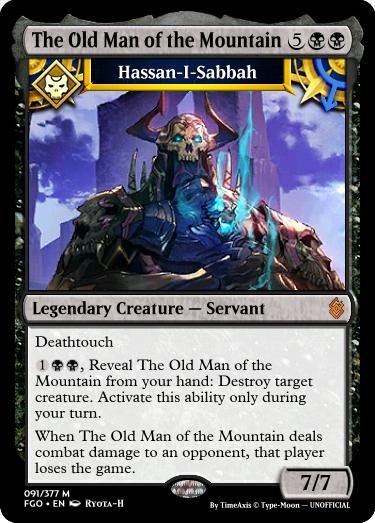 The Old Man of the Mountain 5
Hassan-I-Sabbah
Legendary Creature — Servant
Deathtouch
1, Reveal The Old Man of the
Mountain from your hand: Destroy target
creature. Activate this ability only during
your turn.
When The Old Man of the Mountain deals
combat damage to an opponent, that player
loses the game.
7/7
091/377 M
FGO • EN Ryota-H
By TimeAxis © Type-Moon — UNOFFICIAL